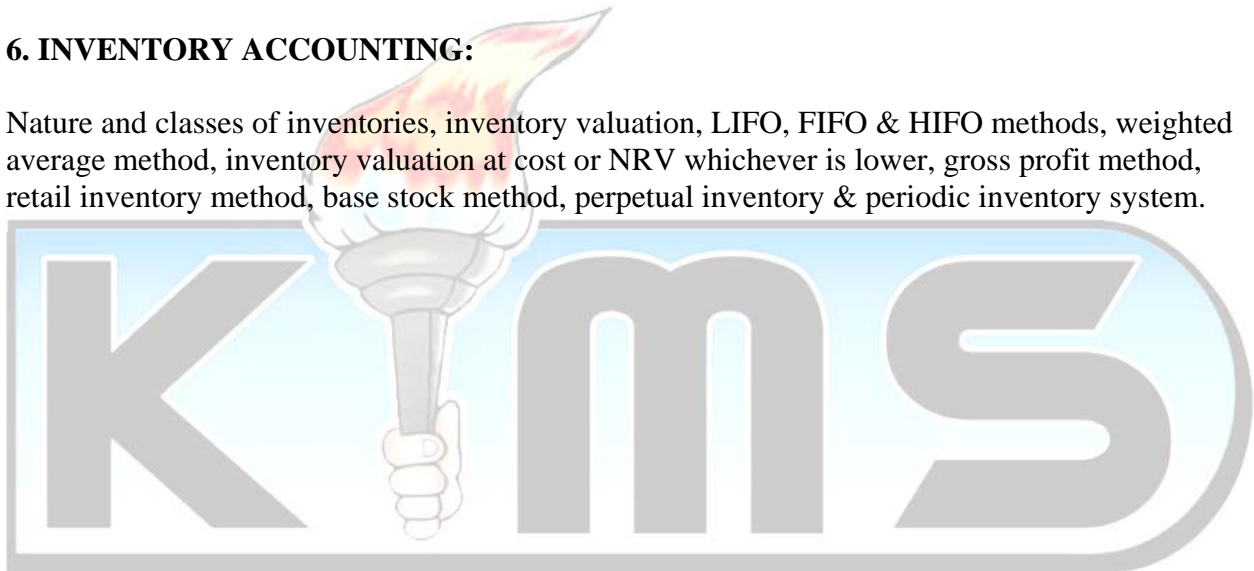 6. INVENTORY ACCOUNTING:
Nature and classes of inventories, inventory valuation, LIFO, FIFO & HIFO methods, weighted
average method, inventory valuation at cost or NRV whichever is lower, gross profit method,
retail inventory method, base stock method, perpetual inventory & periodic inventory system.
KIMS